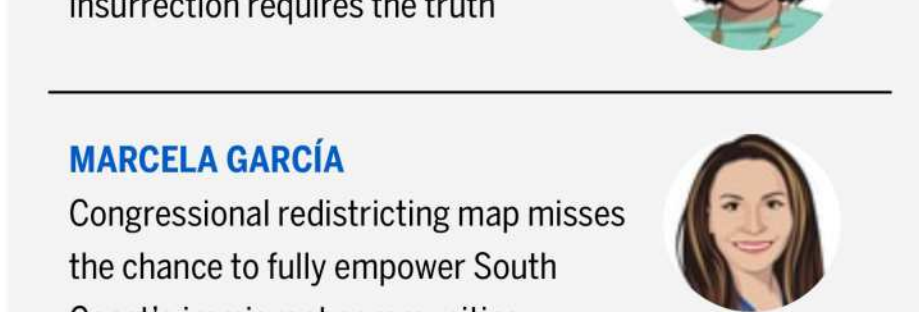 insurrection requires the truth
MARCELA GARCÍA
Congressional redistricting map misses
the chance to fully empower South